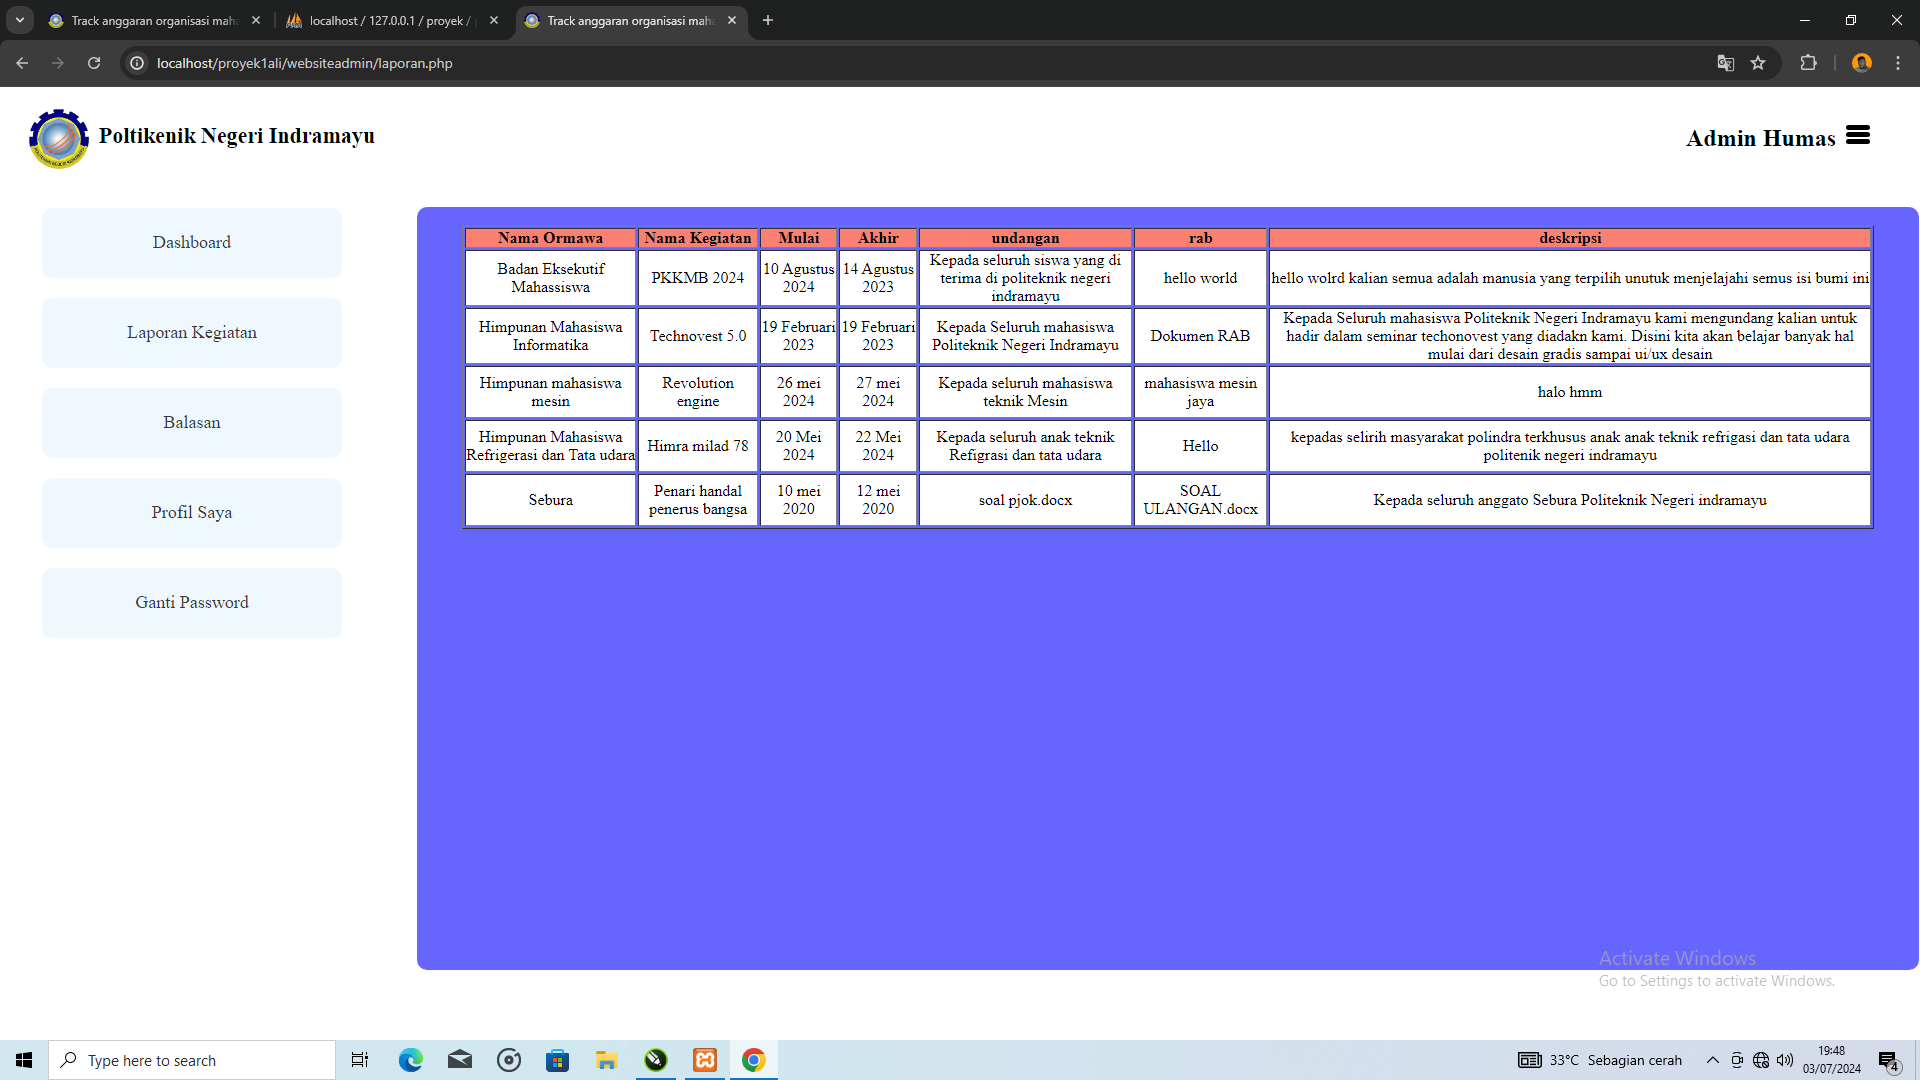 Track anggaran organisasi mah
localhost / 127.0.0.1 / proyek /
Track anggaran organisasi mah
localhost/proyek1ali/websiteadmin/laporan.php
Poltikenik Negeri Indramayu
Admin Humas
Dashboard
Laporan Kegiatan
Balasan
Profil Saya
Ganti Password
Nama Ormawa Nama Kegiatan Mulai Akhir undangan rab deskripsi
Badan Eksekutif
Mahassiswa
PKKMB 2024
10 Agustus
2024
14 Agustus
2023
Kepada seluruh siswa yang di
terima di politeknik negeri
indramayu
hello world
hello wolrd kalian semua adalah manusia yang terpilih unutuk menjelajahi semus isi bumi ini
Himpunan Mahasiswa
Informatika
Technovest 5.0
19 Februari
2023
19 Februari
2023
Kepada Seluruh mahasiswa
Politeknik Negeri Indramayu
Dokumen RAB
Kepada Seluruh mahasiswa Politeknik Negeri Indramayu kami mengundang kalian untuk
hadir dalam seminar techonovest yang diadakn kami. Disini kita akan belajar banyak hal
mulai dari desain gradis sampai ui/ux desain
Himpunan mahasiswa
mesin
Revolution
engine
26 mei
2024
27 mei
2024
Kepada seluruh mahasiswa
teknik Mesin
mahasiswa mesin
jaya
halo hmm
Himpunan Mahasiswa
Refrigerasi dan Tata udara
Himra milad 78
20 Mei
2024
22 Mei
2024
Kepada seluruh anak teknik
Refigrasi dan tata udara
Hello
kepadas selirih masyarakat polindra terkhusus anak anak teknik refrigasi dan tata udara
politenik negeri indramayu
Sebura
Penari handal
penerus bangsa
10 mei
2020
12 mei
2020
soal pjok.docx
SOAL
ULANGAN.docx
Kepada seluruh anggato Sebura Politeknik Negeri indramayu
Activate Windows
Go to Settings to activate Windows.
Type here to search
33°C Sebagian cerah
19:48
03/07/2024
4